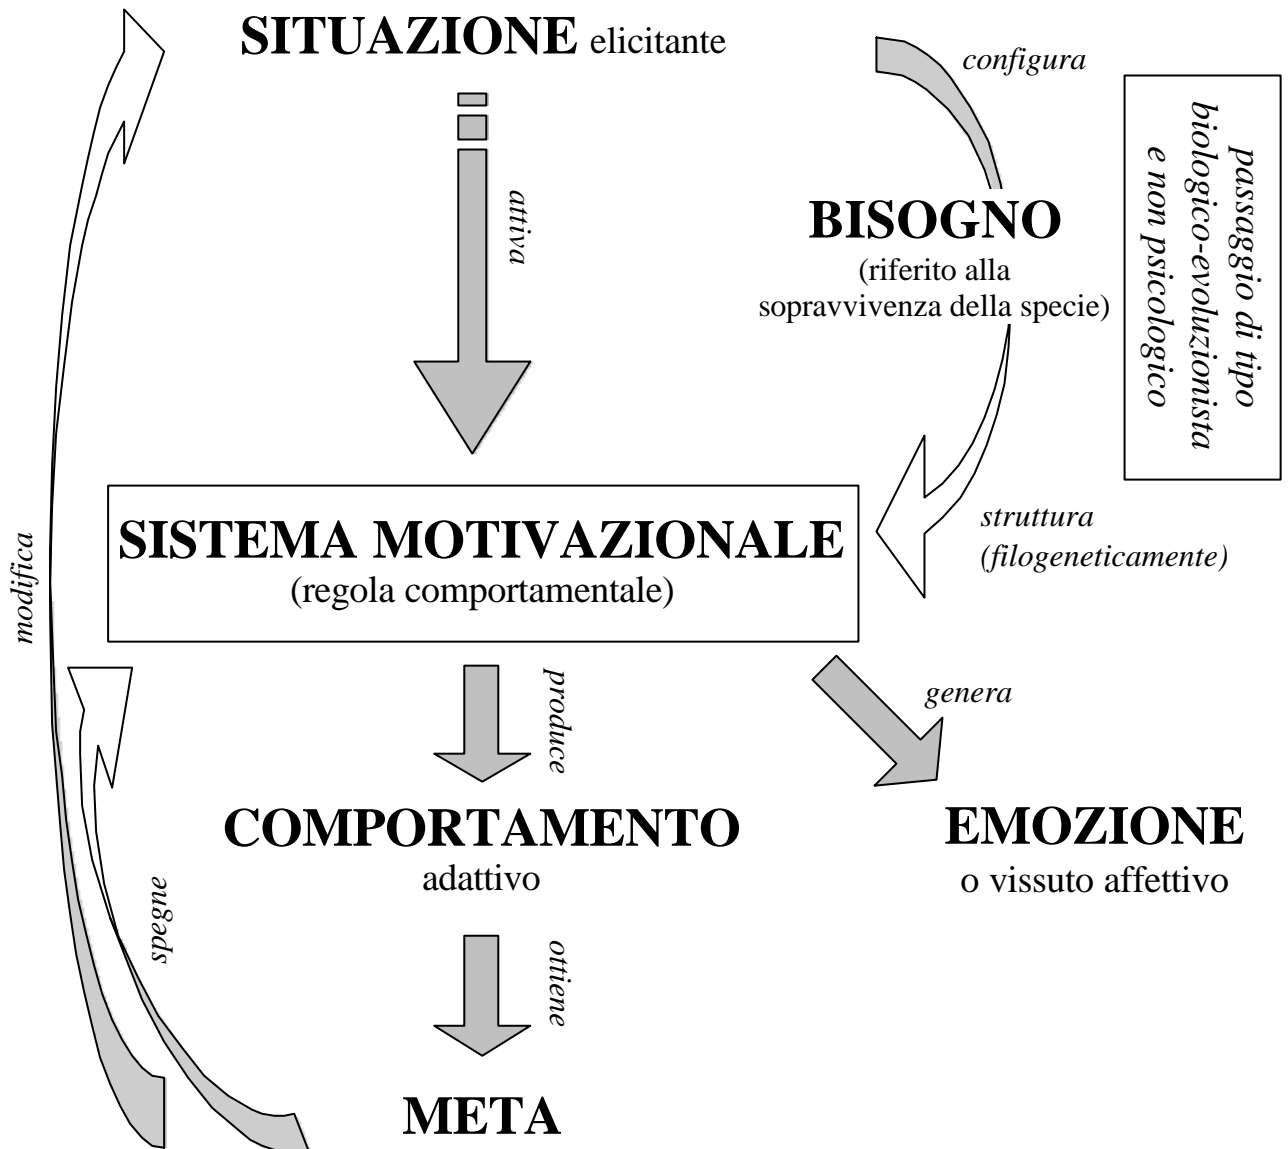 SITUAZIONE elicitante
configura
attiva
passaggio di tipo
biologico-evoluzionista
e non psicologico
BISOGNO
(riferito alla
sopravvivenza della specie)
struttura
(filogeneticamente)
SISTEMA MOTIVAZIONALE
(regola comportamentale)
modifica
produce
genera
COMPORTAMENTO
adattivo
EMOZIONE
o vissuto affettivo
spegne
ottiene
META